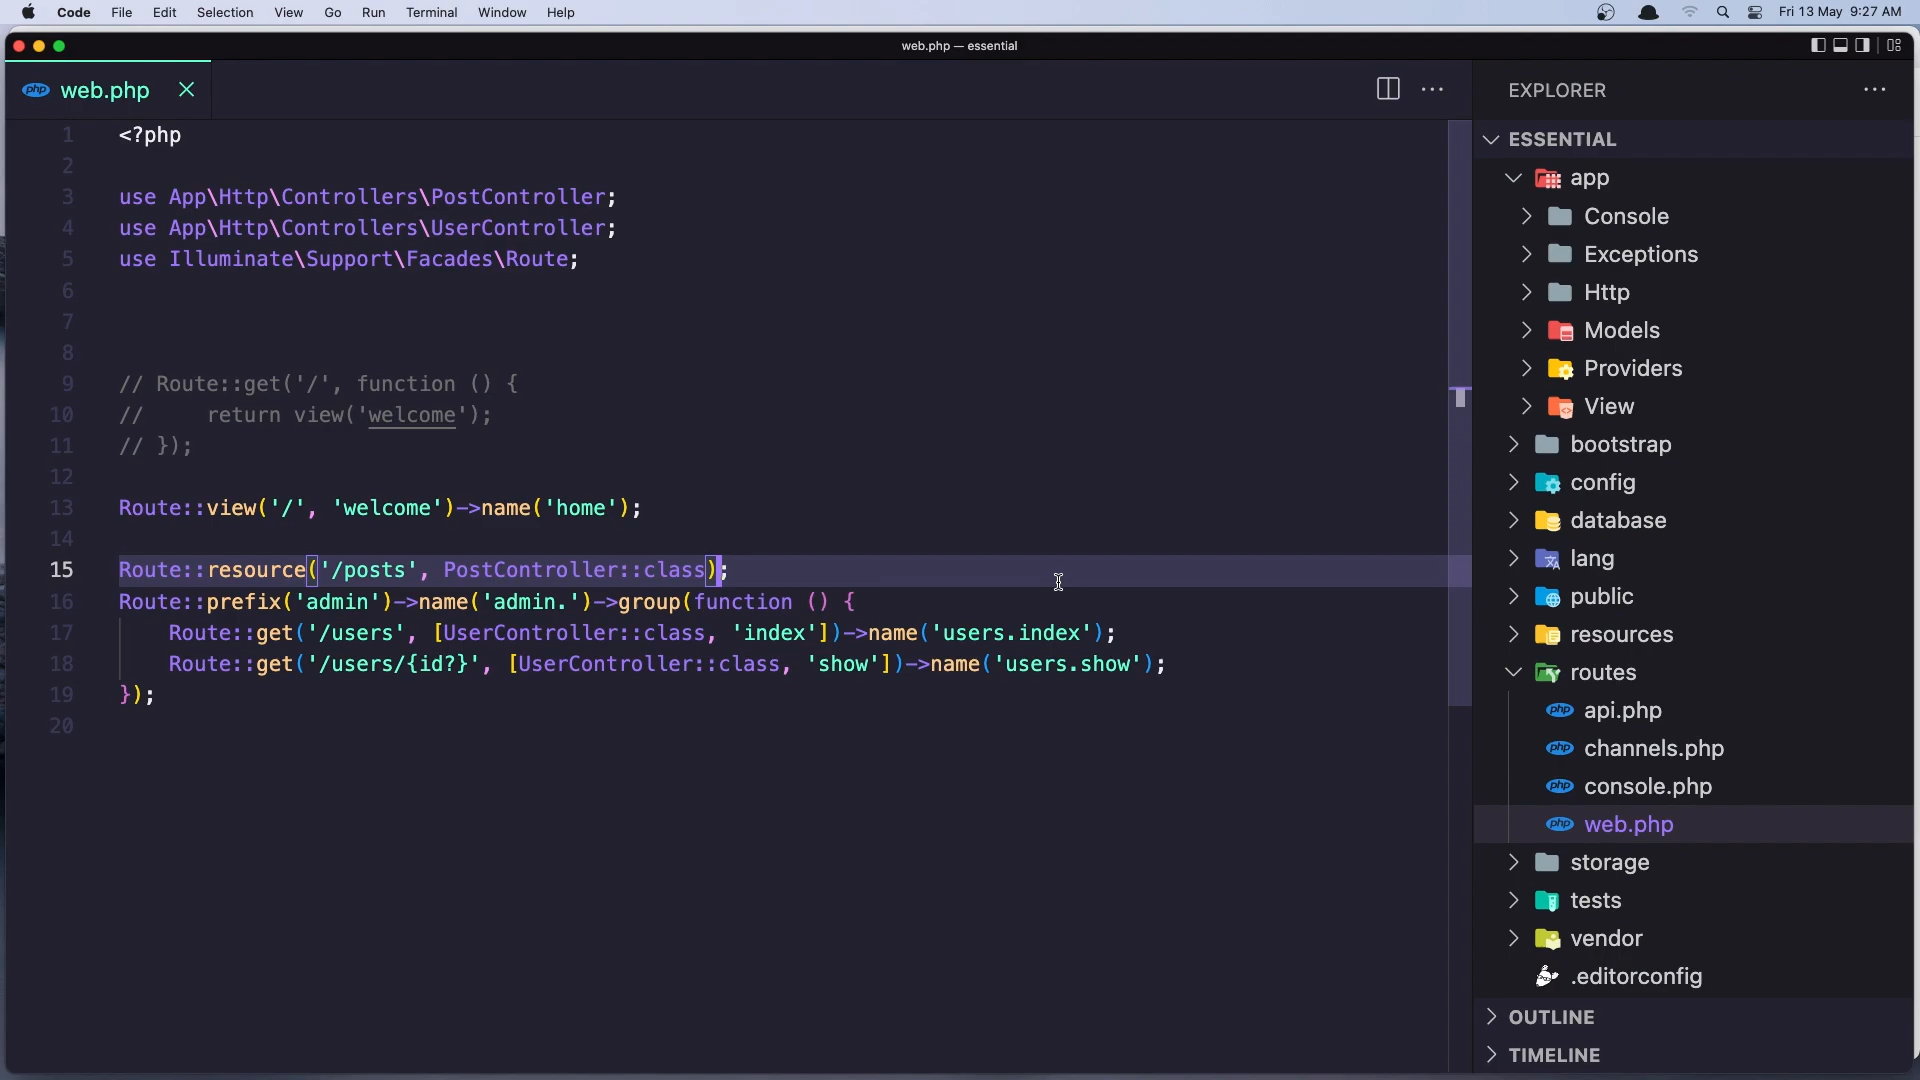 Code File Edit Selection View Go Run Terminal Window Help Fri 13 May 9:27 AM
web.php — essential
php web.php
1 <?php
2
3 use App\Http\Controllers\PostController;
4 use App\Http\Controllers\UserController;
5 use Illuminate\Support\Facades\Route;
6
7
8
9 // Route::get('/', function () {
10 //     return view('welcome');
11 // });
12
13 Route::view('/', 'welcome')->name('home');
14
15 Route::resource('/posts', PostController::class);
16 Route::prefix('admin')->name('admin.')->group(function () {
17     Route::get('/users', [UserController::class, 'index'])->name('users.index');
18     Route::get('/users/{id?}', [UserController::class, 'show'])->name('users.show');
19 });
20
EXPLORER
ESSENTIAL
app
Console
Exceptions
Http
Models
Providers
View
bootstrap
config
database
lang
public
resources
routes
php api.php
php channels.php
php console.php
php web.php
storage
tests
vendor
.editorconfig
OUTLINE
TIMELINE